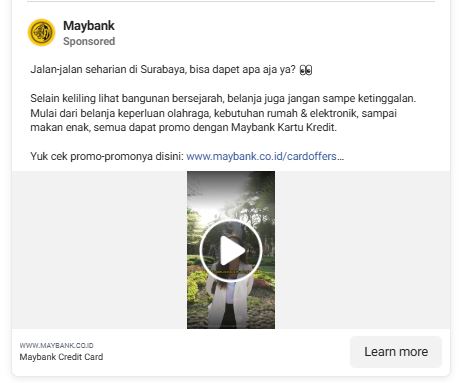 Maybank
Sponsored
Jalan-jalan seharian di Surabaya, bisa dapet apa aja ya? 👀
Selain keliling lihat bangunan bersejarah, belanja juga jangan sampe ketinggalan.
Mulai dari belanja keperluan olahraga, kebutuhan rumah & elektronik, sampai
makan enak, semua dapat promo dengan Maybank Kartu Kredit.
Yuk cek promo-promonya disini: www.maybank.co.id/cardoffers...
WWW.MAYBANK.CO.ID
Maybank Credit Card
Learn more